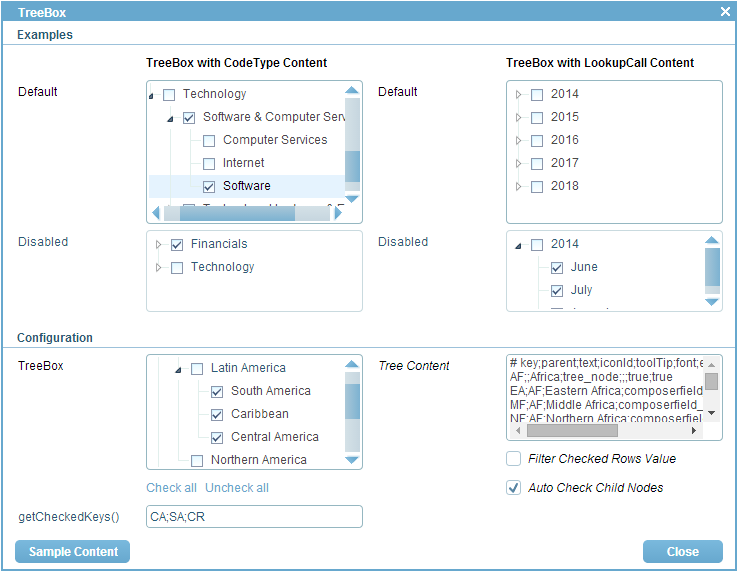 TreeBox
Examples
TreeBox with CodeType Content
TreeBox with LookupCall Content
Default
Technology
Software & Computer Serv
Computer Services
Internet
Software
Default
2014
2015
2016
2017
2018
Disabled
Financials
Technology
Disabled
2014
June
July
Configuration
TreeBox
Latin America
South America
Caribbean
Central America
Northern America
Check all Uncheck all
Tree Content
# key;parent;text;iconId;toolTip;font;e
AF;;Africa;tree_node;;;true;true
EA;AF;Eastern Africa;composerfield
MF;AF;Middle Africa;composerfield_
NF;AF;Northern Africa;composerfield
Filter Checked Rows Value
Auto Check Child Nodes
getCheckedKeys()
CA;SA;CR
Sample Content
Close